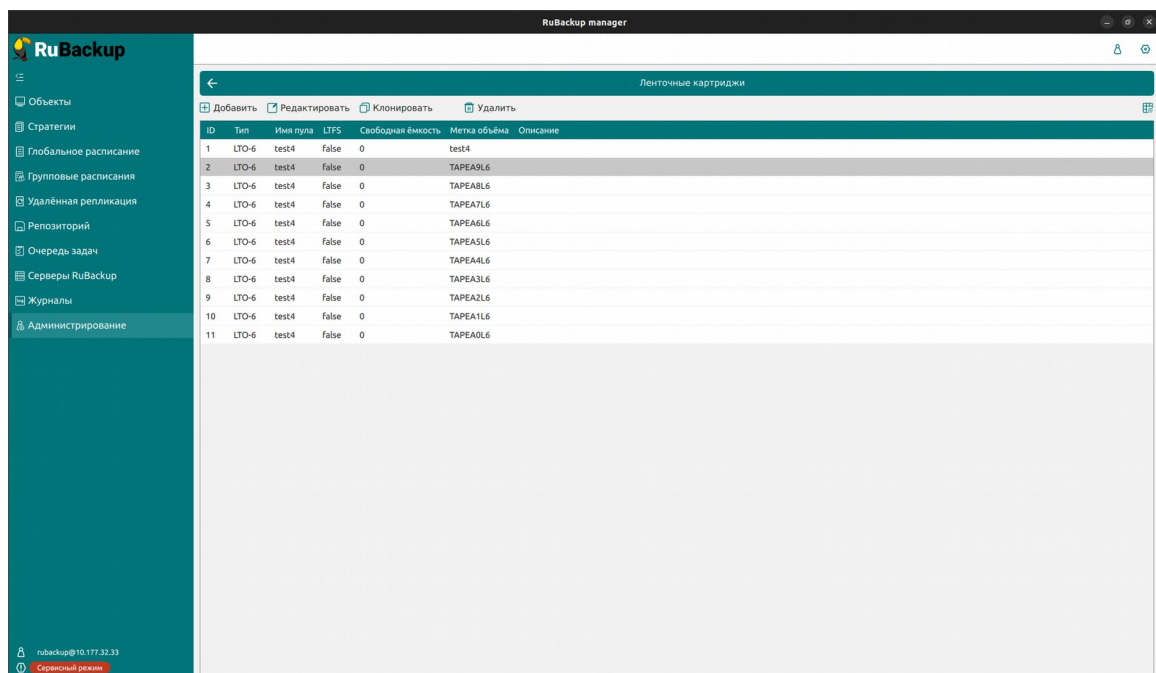 RuBackup manager
RuBackup
Ленточные картриджи
Объекты
Стратегии
Глобальное расписание
Групповые расписания
Удалённая репликация
Репозиторий
Очередь задач
Серверы RuBackup
Журналы
Администрирование
Добавить Редактировать Клонировать Удалить
ID Тип Имя пула LTFS Свободная ёмкость Метка объёма Описание
1 LTO-6 test4 false 0 test4
2 LTO-6 test4 false 0 TAPEA9L6
3 LTO-6 test4 false 0 TAPEA8L6
4 LTO-6 test4 false 0 TAPEA7L6
5 LTO-6 test4 false 0 TAPEA6L6
6 LTO-6 test4 false 0 TAPEA5L6
7 LTO-6 test4 false 0 TAPEA4L6
8 LTO-6 test4 false 0 TAPEA3L6
9 LTO-6 test4 false 0 TAPEA2L6
10 LTO-6 test4 false 0 TAPEA1L6
11 LTO-6 test4 false 0 TAPEA0L6
rubackup@10.177.32.33
Сервисный режим